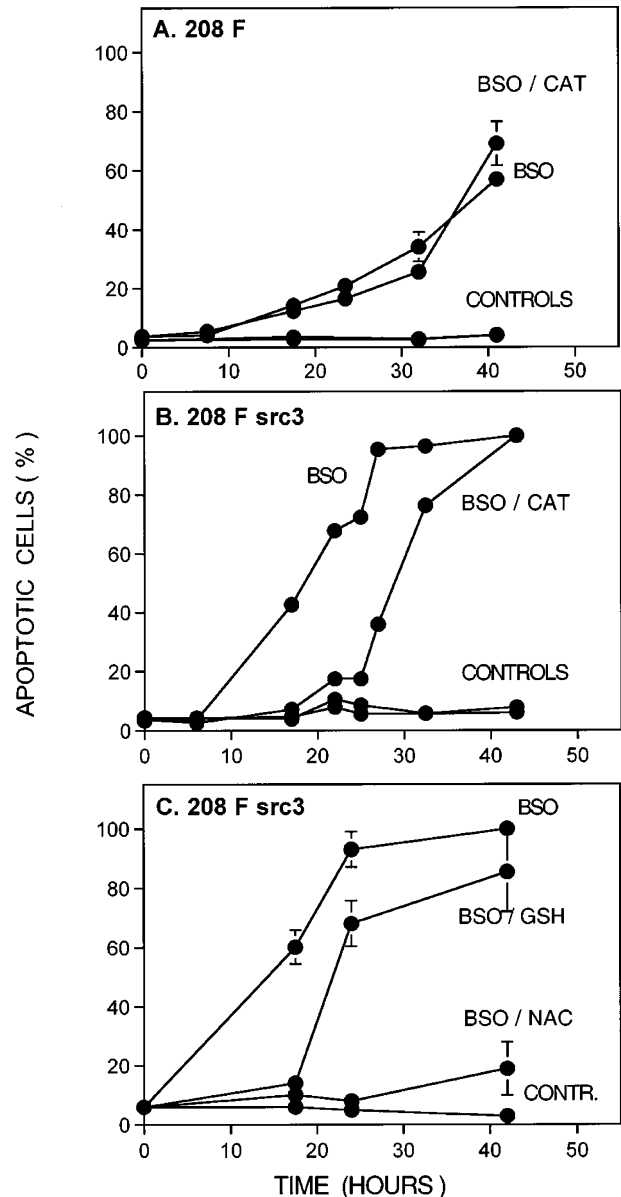 A. 208 F
100
80
60
40
20
0
BSO / CAT
BSO
CONTROLS
0 10 20 30 40 50
B. 208 F src3
100
80
60
40
20
0
BSO
BSO / CAT
CONTROLS
0 10 20 30 40 50
C. 208 F src3
100
80
60
40
20
0
BSO
BSO / GSH
BSO / NAC
CONTR.
0 10 20 30 40 50
APOPTOTIC CELLS ( % )
TIME (HOURS )